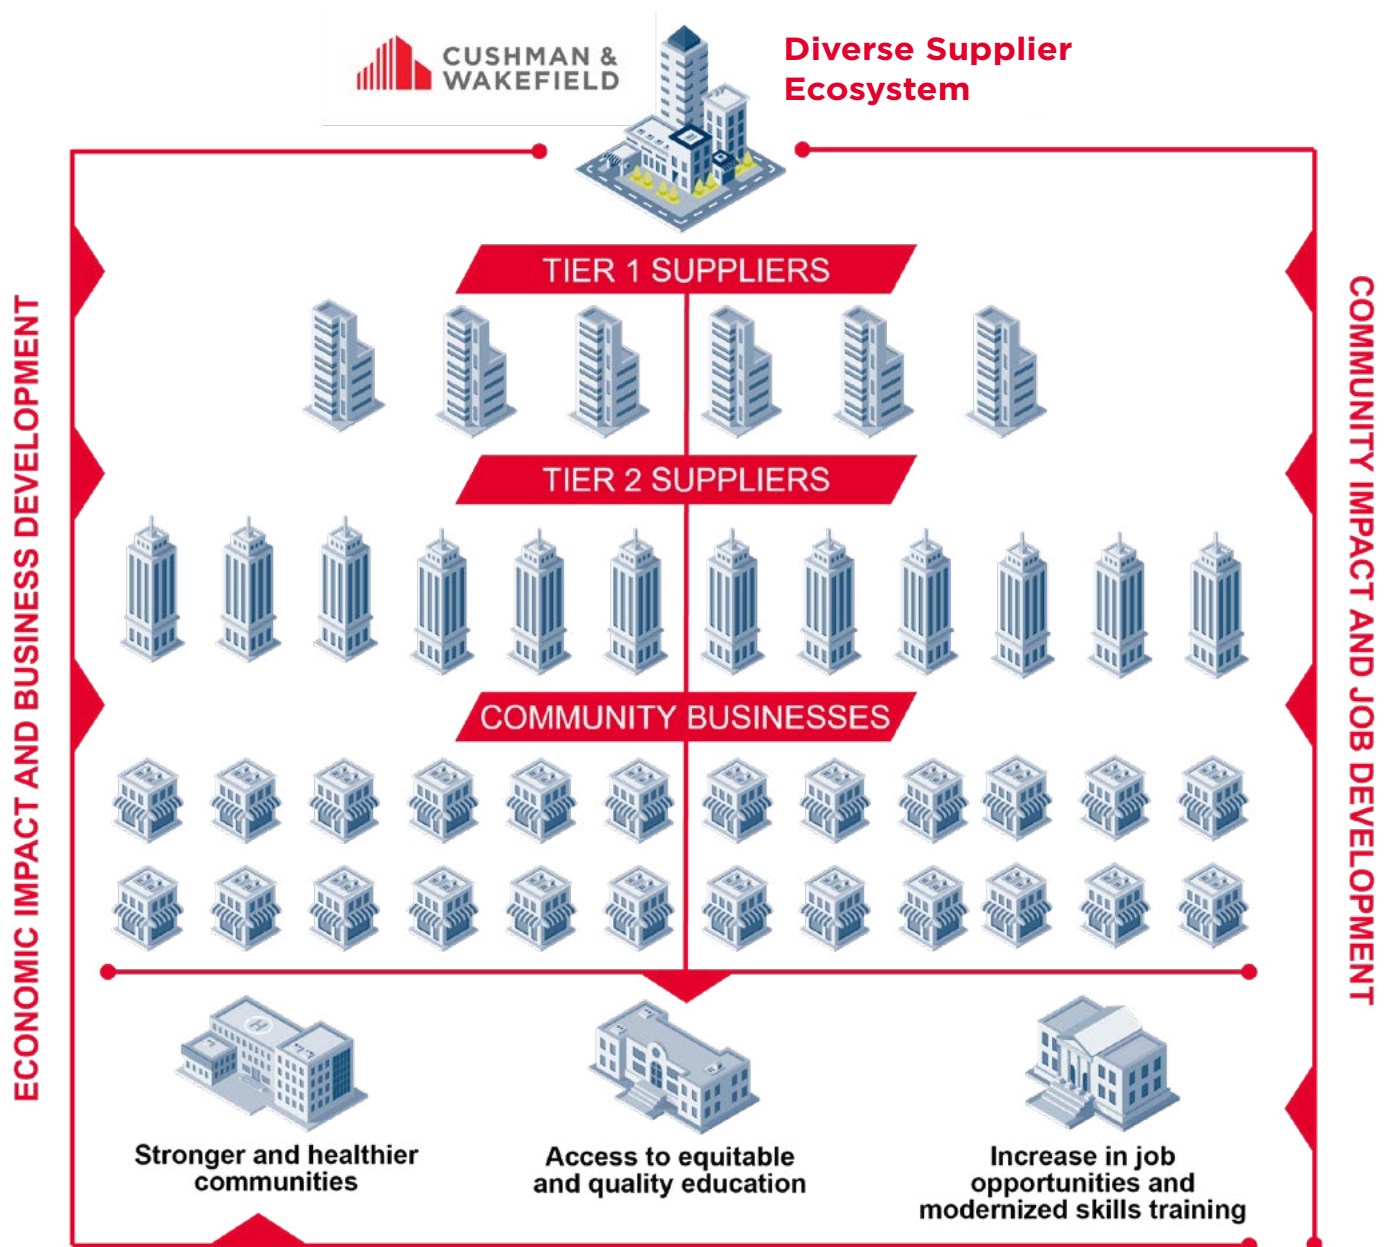 CUSHMAN &
WAKEFIELD
Diverse Supplier
Ecosystem
ECONOMIC IMPACT AND BUSINESS DEVELOPMENT
COMMUNITY IMPACT AND JOB DEVELOPMENT
TIER 1 SUPPLIERS
TIER 2 SUPPLIERS
COMMUNITY BUSINESSES
H
Stronger and healthier
communities
Access to equitable
and quality education
Increase in job
opportunities and
modernized skills training